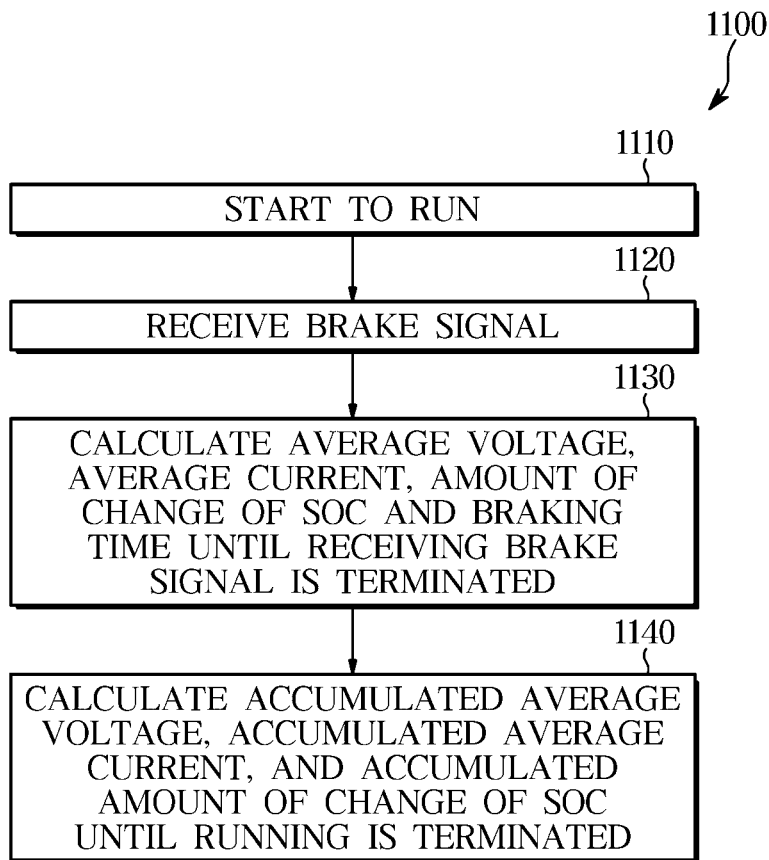 1100
1110
START TO RUN
1120
RECEIVE BRAKE SIGNAL
1130
CALCULATE AVERAGE VOLTAGE,
AVERAGE CURRENT, AMOUNT OF
CHANGE OF SOC AND BRAKING
TIME UNTIL RECEIVING BRAKE
SIGNAL IS TERMINATED
1140
CALCULATE ACCUMULATED AVERAGE
VOLTAGE, ACCUMULATED AVERAGE
CURRENT, AND ACCUMULATED
AMOUNT OF CHANGE OF SOC
UNTIL RUNNING IS TERMINATED